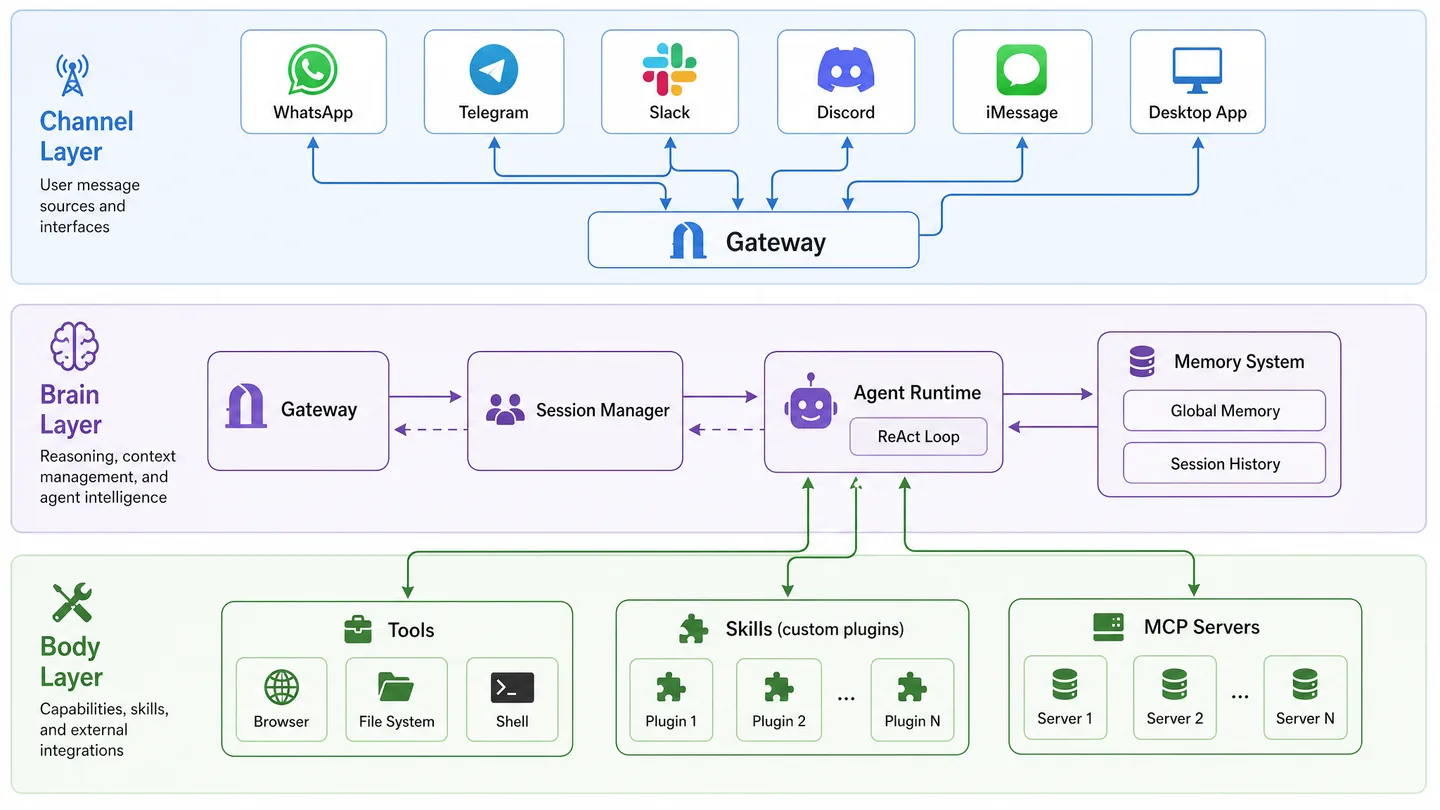 Channel
Layer
User message
sources and
interfaces
WhatsApp
Telegram
Slack
Discord
iMessage
Desktop App
Gateway
Brain
Layer
Reasoning, context
management, and
agent intelligence
Gateway
Session Manager
Agent Runtime
ReAct Loop
Memory System
Global Memory
Session History
Body
Layer
Capabilities, skills,
and external
integrations
Tools
Browser
File System
>_
Shell
Skills (custom plugins)
Plugin 1
Plugin 2
...
Plugin N
MCP Servers
Server 1
Server 2
...
Server N